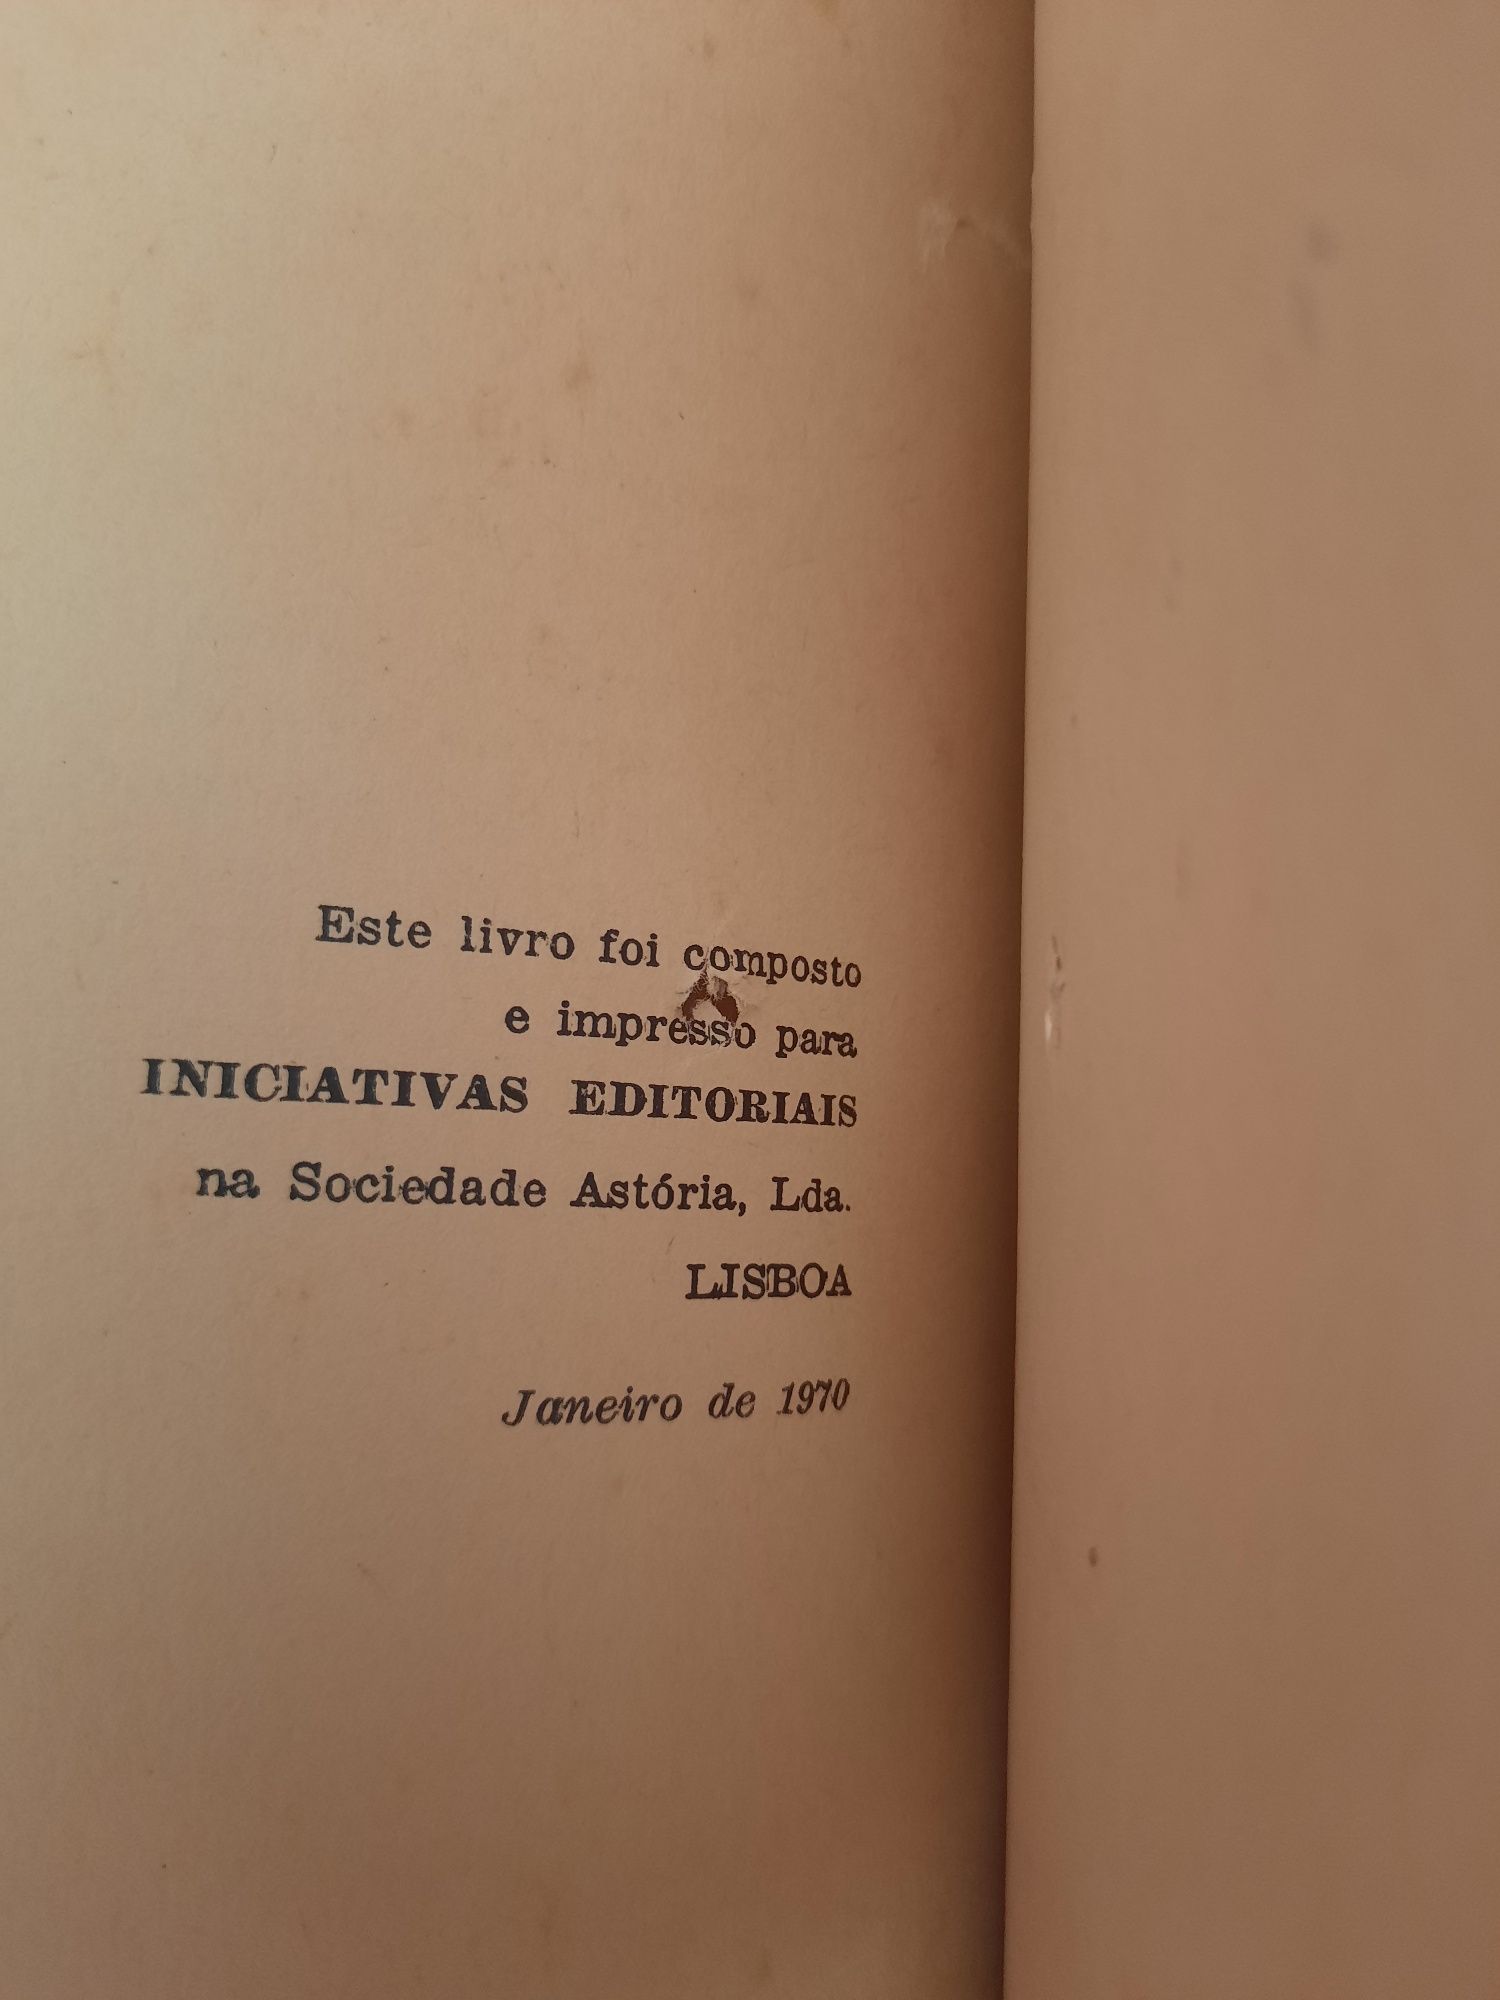 Este livro foi composto
e impresso para
INICIATIVAS EDITORIAIS
na Sociedade Astória, Lda.
LISBOA
Janeiro de 1970